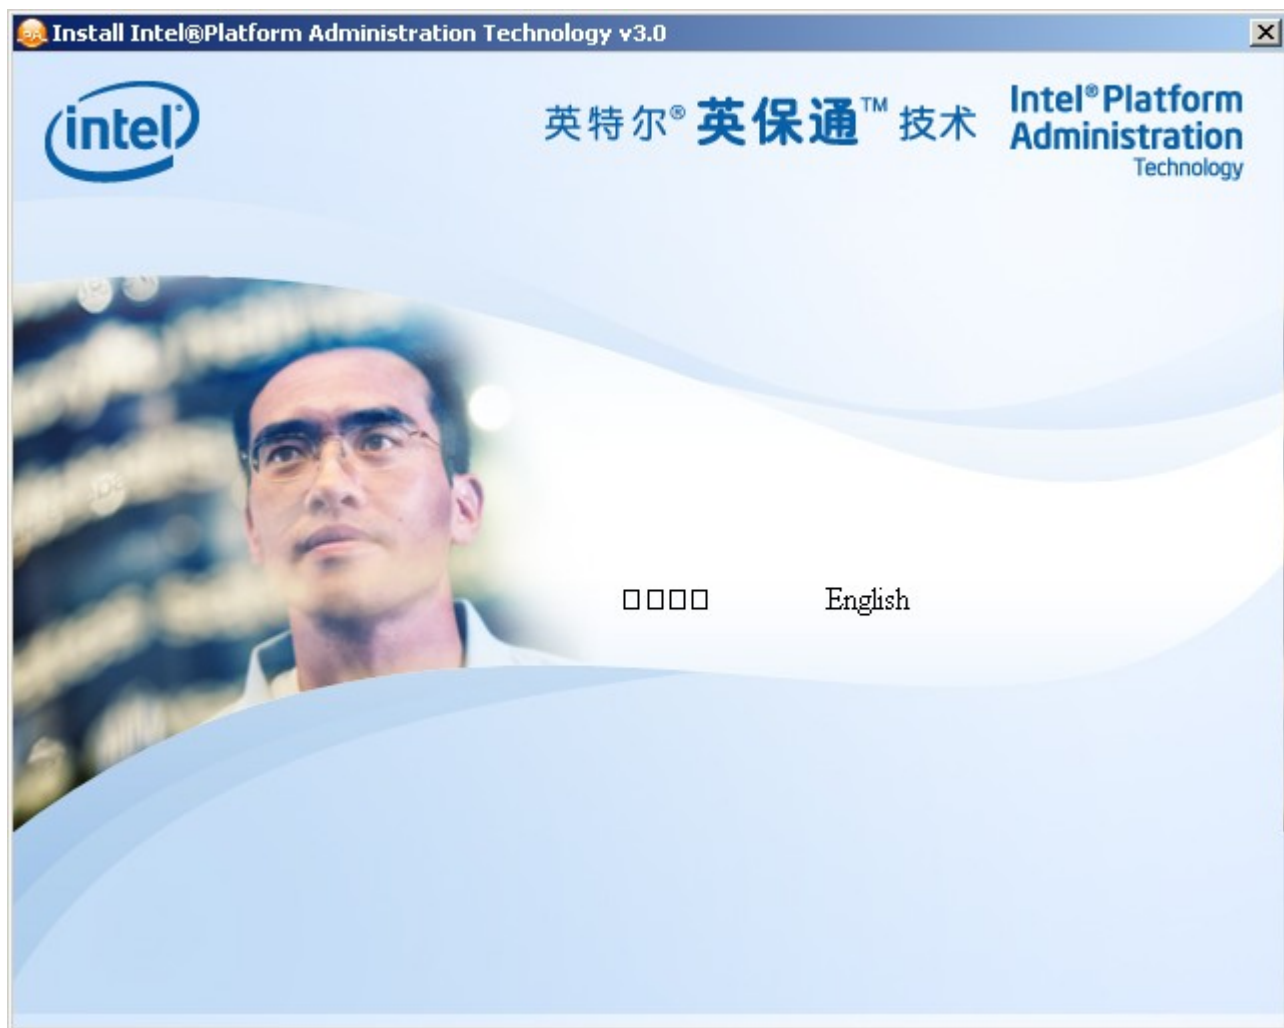 Install Intel®Platform Administration Technology v3.0
intel
英特尔® 英保通™ 技术
Intel® Platform
Administration
Technology
□□□□ English